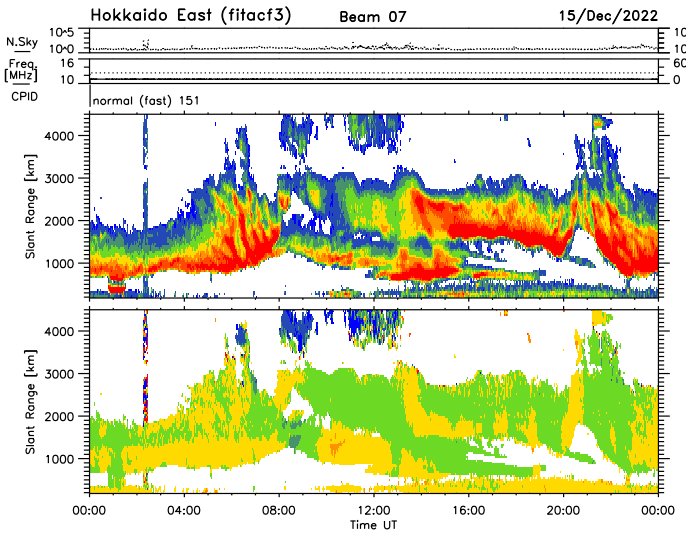 Hokkaido East (fitacf3) Beam 07 15/Dec/2022
N.Sky 10^5 10^0 10^5 10^0
Freq. [MHz] 16 10 60 0
CPID normal (fast) 151
Slant Range [km] 4000 3000 2000 1000
Slant Range [km] 4000 3000 2000 1000
00:00 04:00 08:00 12:00 16:00 20:00 00:00
Time UT